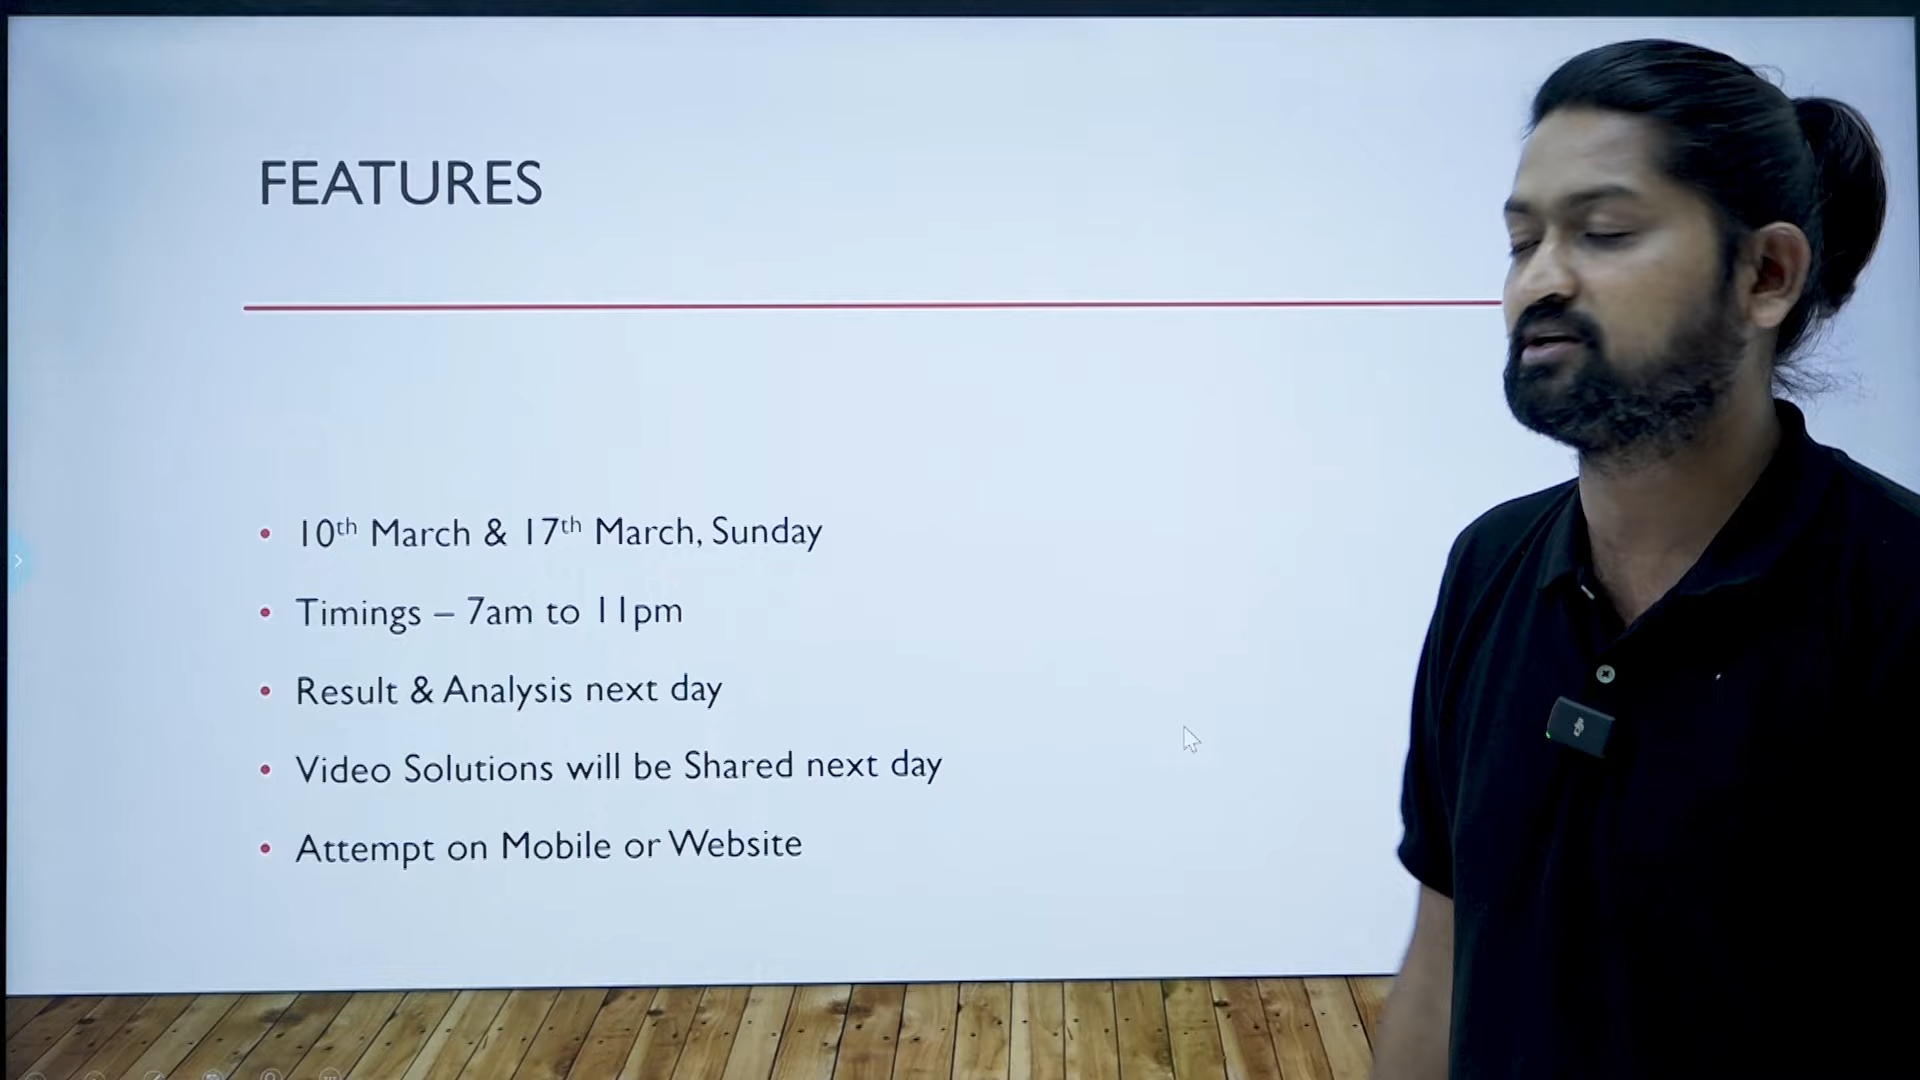 FEATURES
• 10th March & 17th March, Sunday
• Timings – 7am to 11pm
• Result & Analysis next day
• Video Solutions will be Shared next day
• Attempt on Mobile or Website